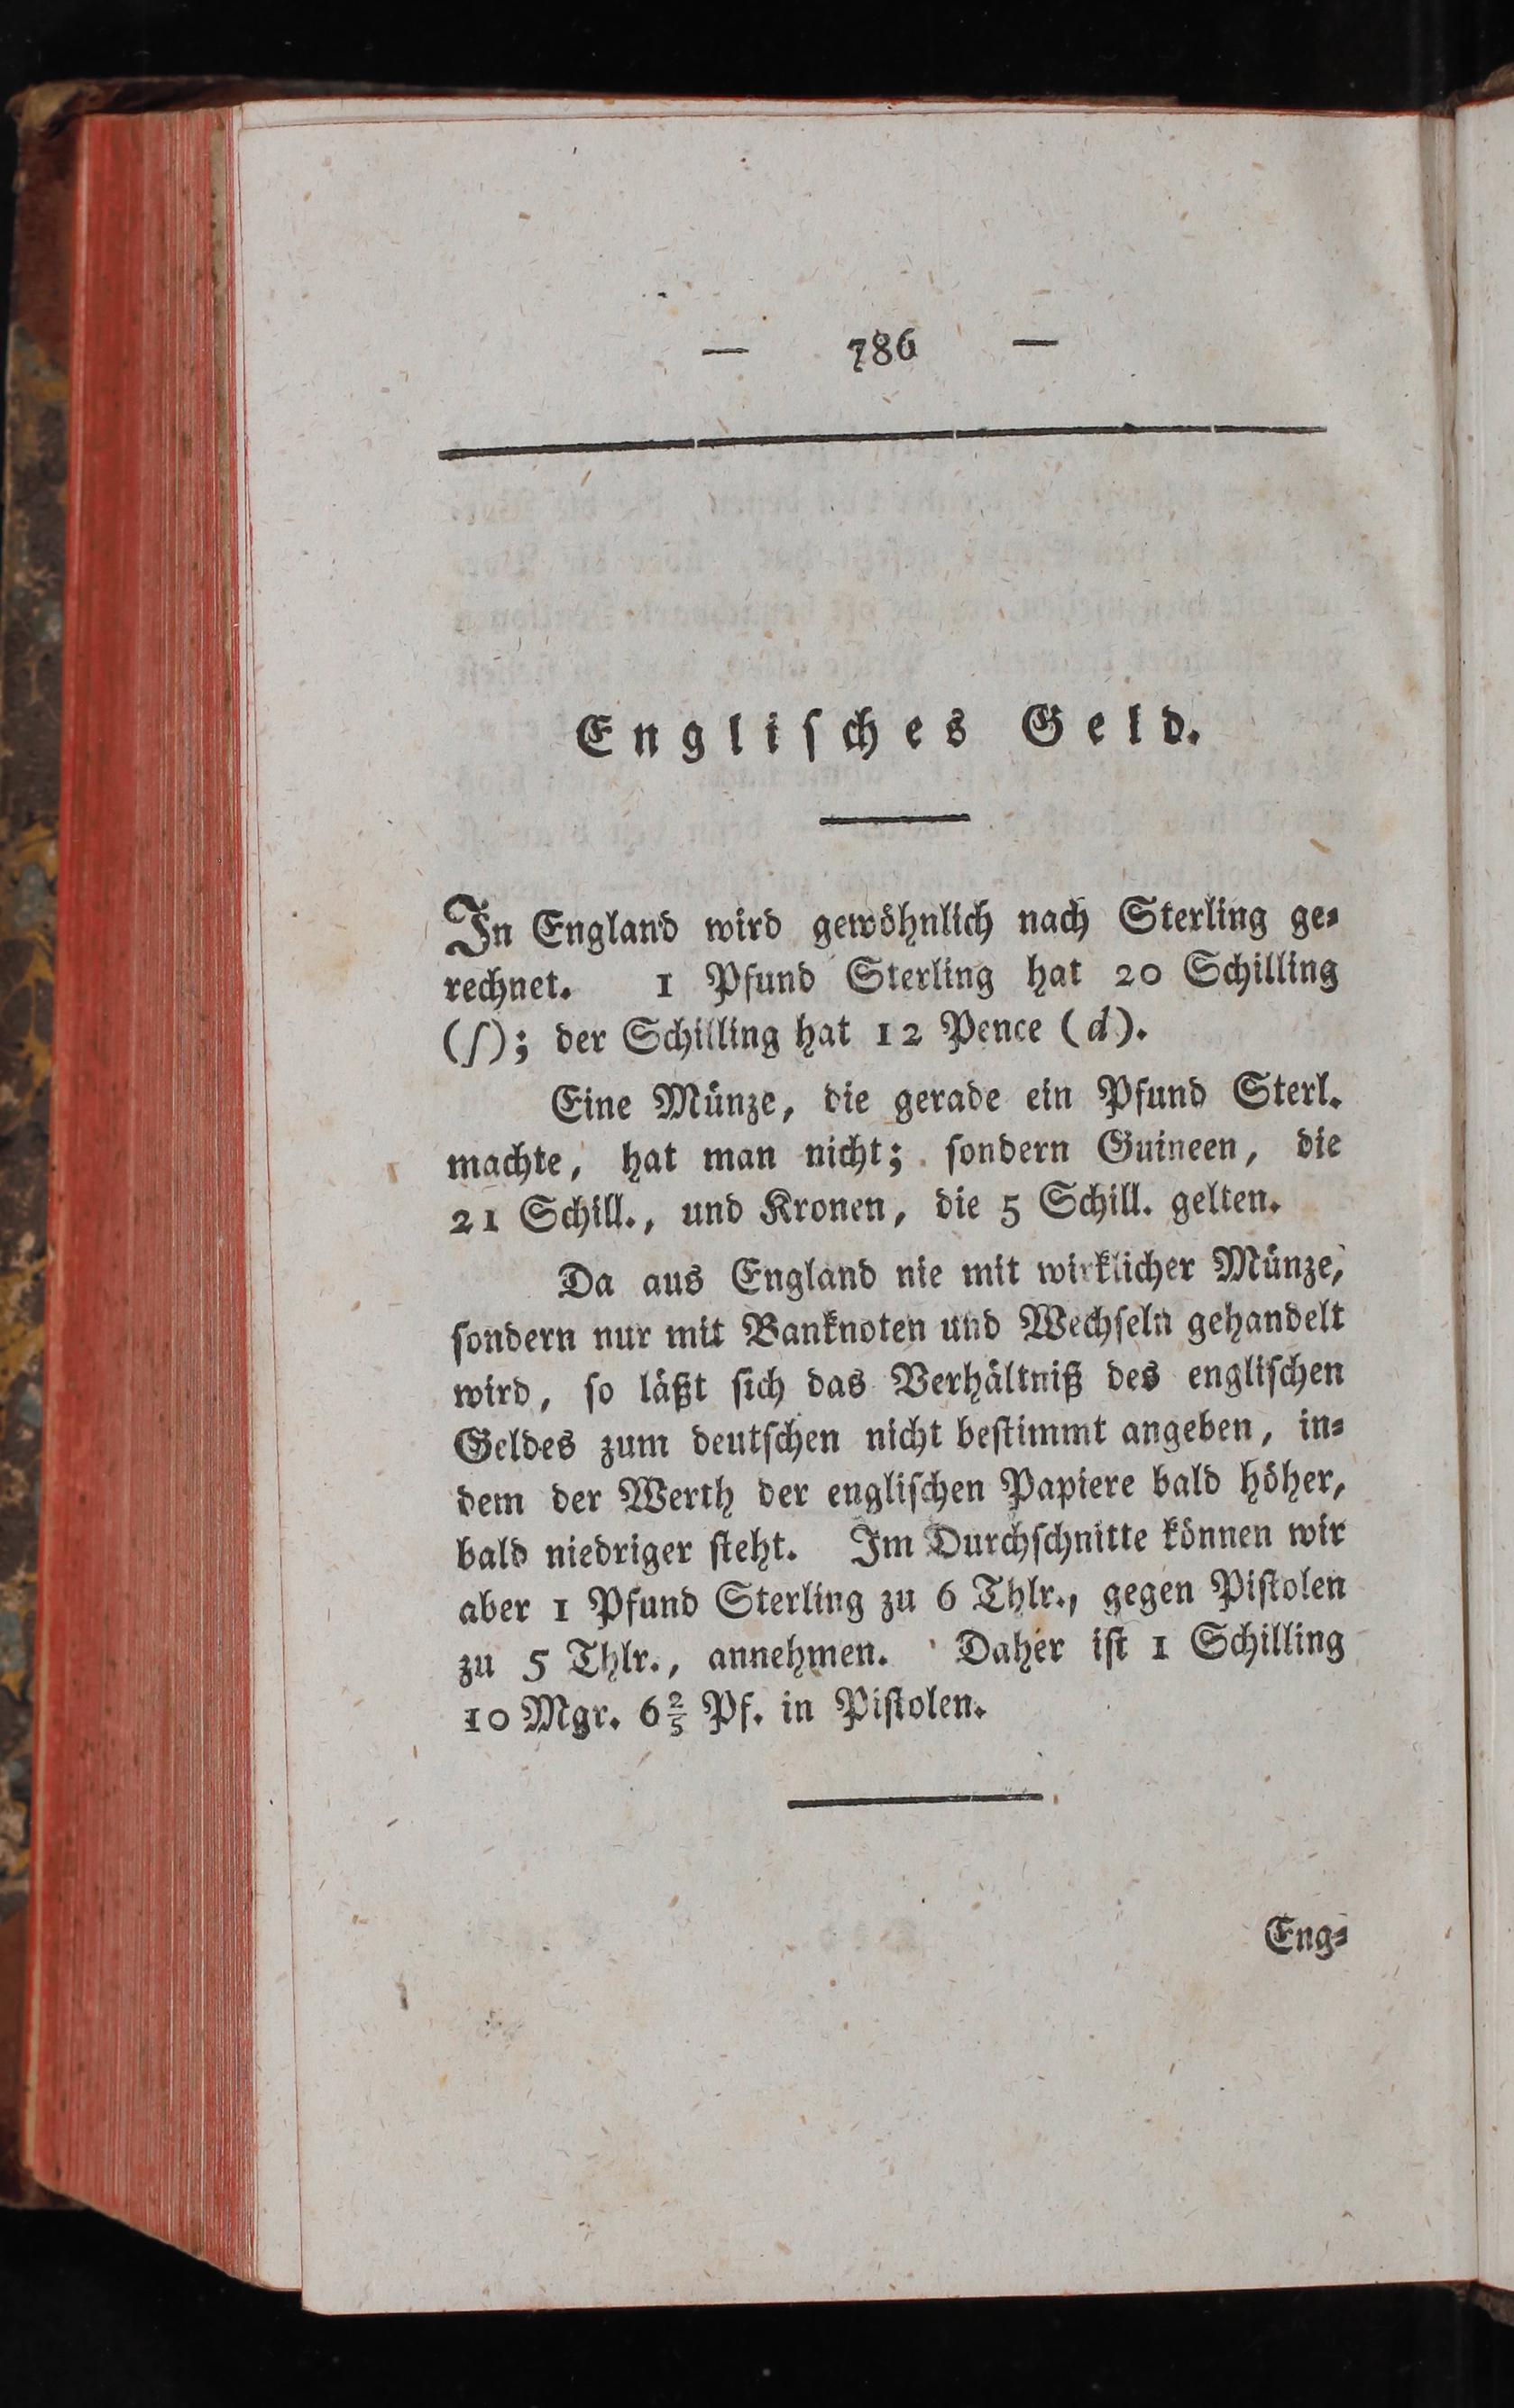 — 786 —
Englisches Geld.
In England wird gewöhnlich nach Sterling ge⸗
rechnet. 1 Pfund Sterling hat 20 Schilling
(ſ); der Schilling hat 12 Pence (d).
Eine Münze, die gerade ein Pfund Sterl.
machte, hat man nicht; ſondern Guineen, die
21 Schill., und Kronen, die 5 Schill. gelten.
Da aus England nie mit wirklicher Münze,
ſondern nur mit Banknoten und Wechſeln gehandelt
wird, ſo läßt ſich das Verhältniß des engliſchen
Geldes zum deutſchen nicht beſtimmt angeben, in⸗
dem der Werth der engliſchen Papiere bald höher,
bald niedriger ſteht. Im Durchſchnitte können wir
aber 1 Pfund Sterling zu 6 Thlr., gegen Piſtolen
zu 5 Thlr., annehmen. Daher iſt 1 Schilling
10 Mgr. 6⅖ Pf. in Piſtolen.
Eng⸗